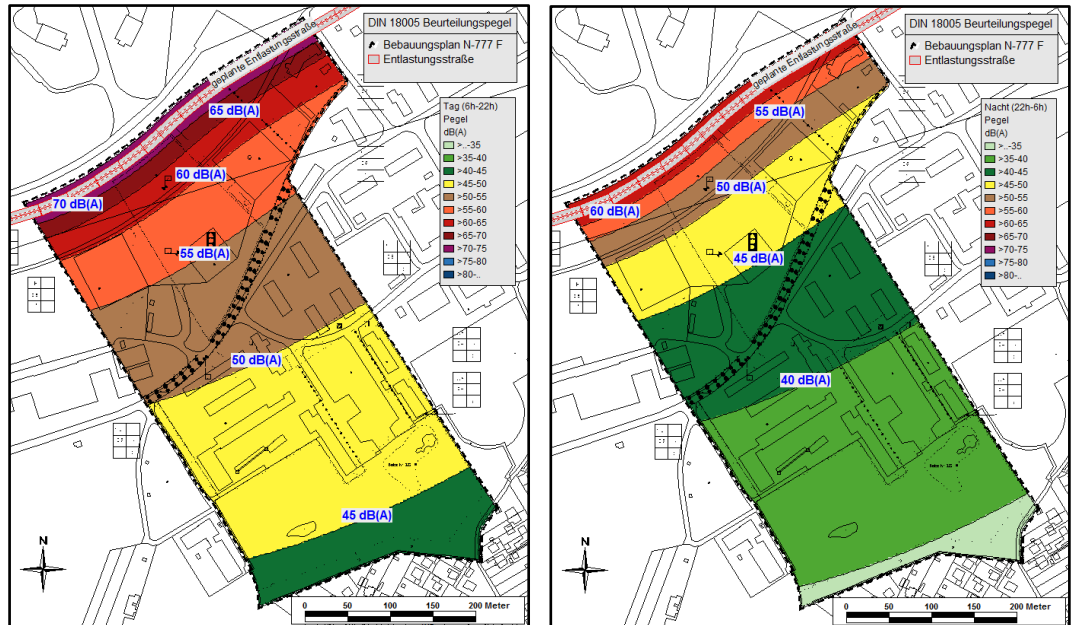 DIN 18005 Beurteilungspegel
Bebauungsplan N-777 F
Entlastungsstraße
geplante Entlastungsstraße
Tag (6h-22h)
Pegel
dB(A)
>..-35
>35-40
>40-45
>45-50
>50-55
>55-60
>60-65
>65-70
>70-75
>75-80
>80-..
65 dB(A)
60 dB(A)
70 dB(A)
55 dB(A)
50 dB(A)
45 dB(A)
N
0 50 100 150 200 Meter
DIN 18005 Beurteilungspegel
Bebauungsplan N-777 F
Entlastungsstraße
geplante Entlastungsstraße
Nacht (22h-6h)
Pegel
dB(A)
>..-35
>35-40
>40-45
>45-50
>50-55
>55-60
>60-65
>65-70
>70-75
>75-80
>80-..
55 dB(A)
50 dB(A)
60 dB(A)
45 dB(A)
40 dB(A)
N
0 50 100 150 200 Meter